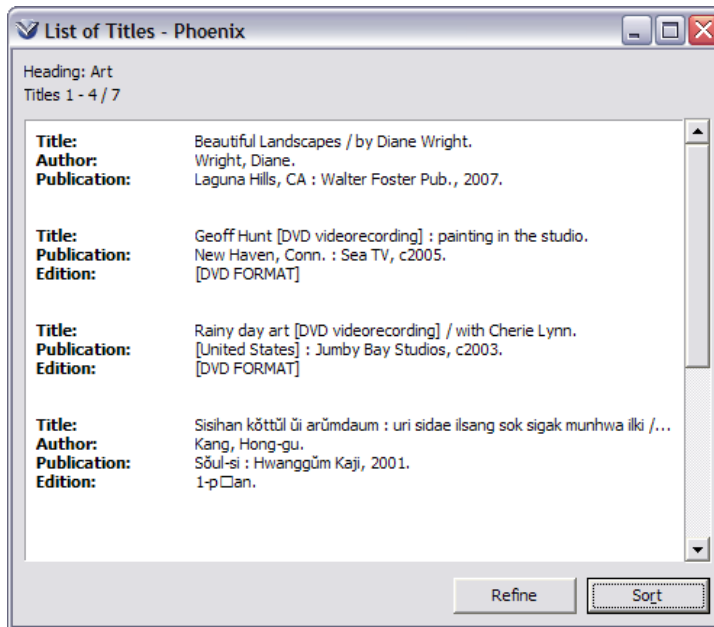 List of Titles - Phoenix
Heading: Art
Titles 1 - 4 / 7
Title: Beautiful Landscapes / by Diane Wright.
Author: Wright, Diane.
Publication: Laguna Hills, CA : Walter Foster Pub., 2007.
Title: Geoff Hunt [DVD videorecording] : painting in the studio.
Publication: New Haven, Conn. : Sea TV, c2005.
Edition: [DVD FORMAT]
Title: Rainy day art [DVD videorecording] / with Cherie Lynn.
Publication: [United States] : Jumby Bay Studios, c2003.
Edition: [DVD FORMAT]
Title: Sisihan kŏttŭl ŭi arŭmdaum : uri sidae ilsang sok sigak munhwa ilki /...
Author: Kang, Hong-gu.
Publication: Sŏul-si : Hwanggŭm Kaji, 2001.
Edition: 1-p□an.
Refine Sort